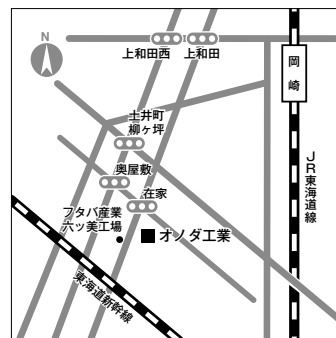 N
上和田西
上和田
岡崎
土井町
柳ヶ坪
JR東海道線
奥屋敷
在家
フタバ産業
六ッ美工場
オノダ工業
東海道新幹線